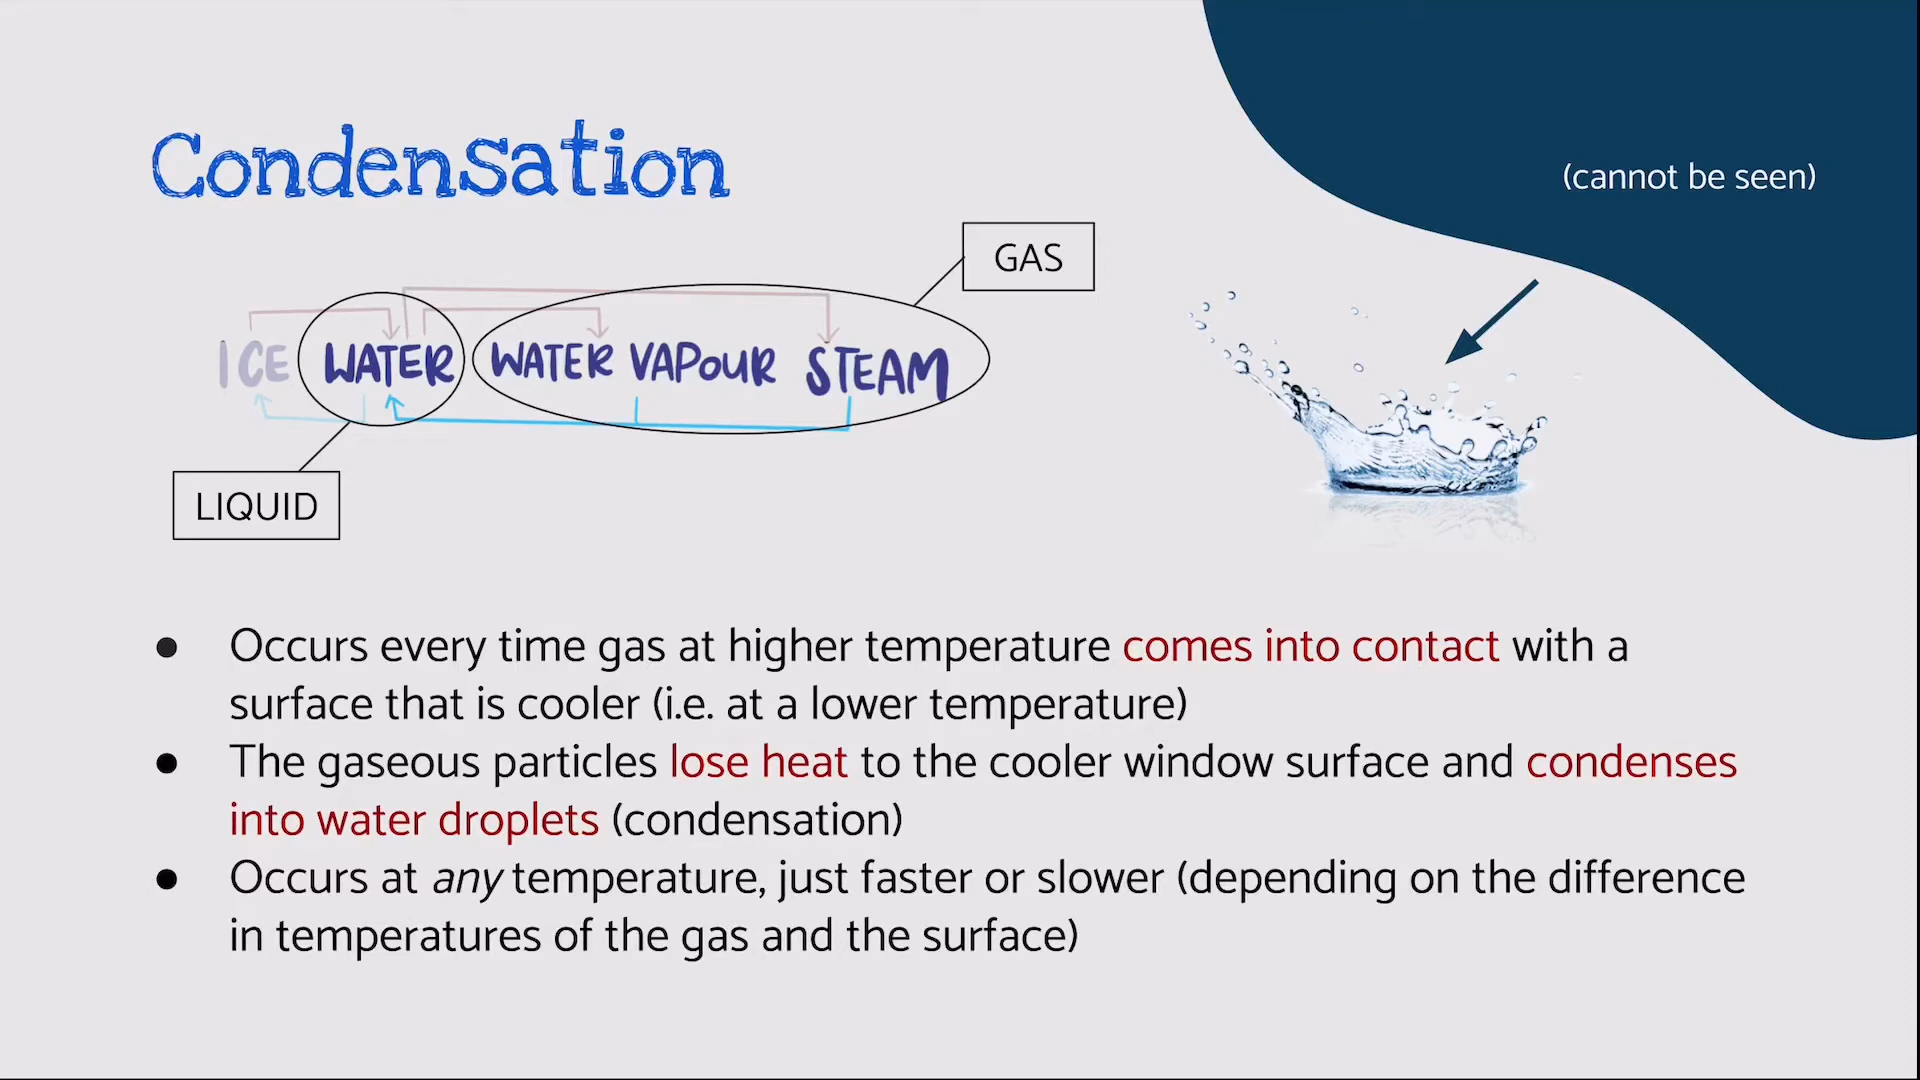 Condensation
(cannot be seen)
GAS
ICE WATER WATER VAPOUR STEAM
LIQUID
● Occurs every time gas at higher temperature comes into contact with a
surface that is cooler (i.e. at a lower temperature)
● The gaseous particles lose heat to the cooler window surface and condenses
into water droplets (condensation)
● Occurs at any temperature, just faster or slower (depending on the difference
in temperatures of the gas and the surface)